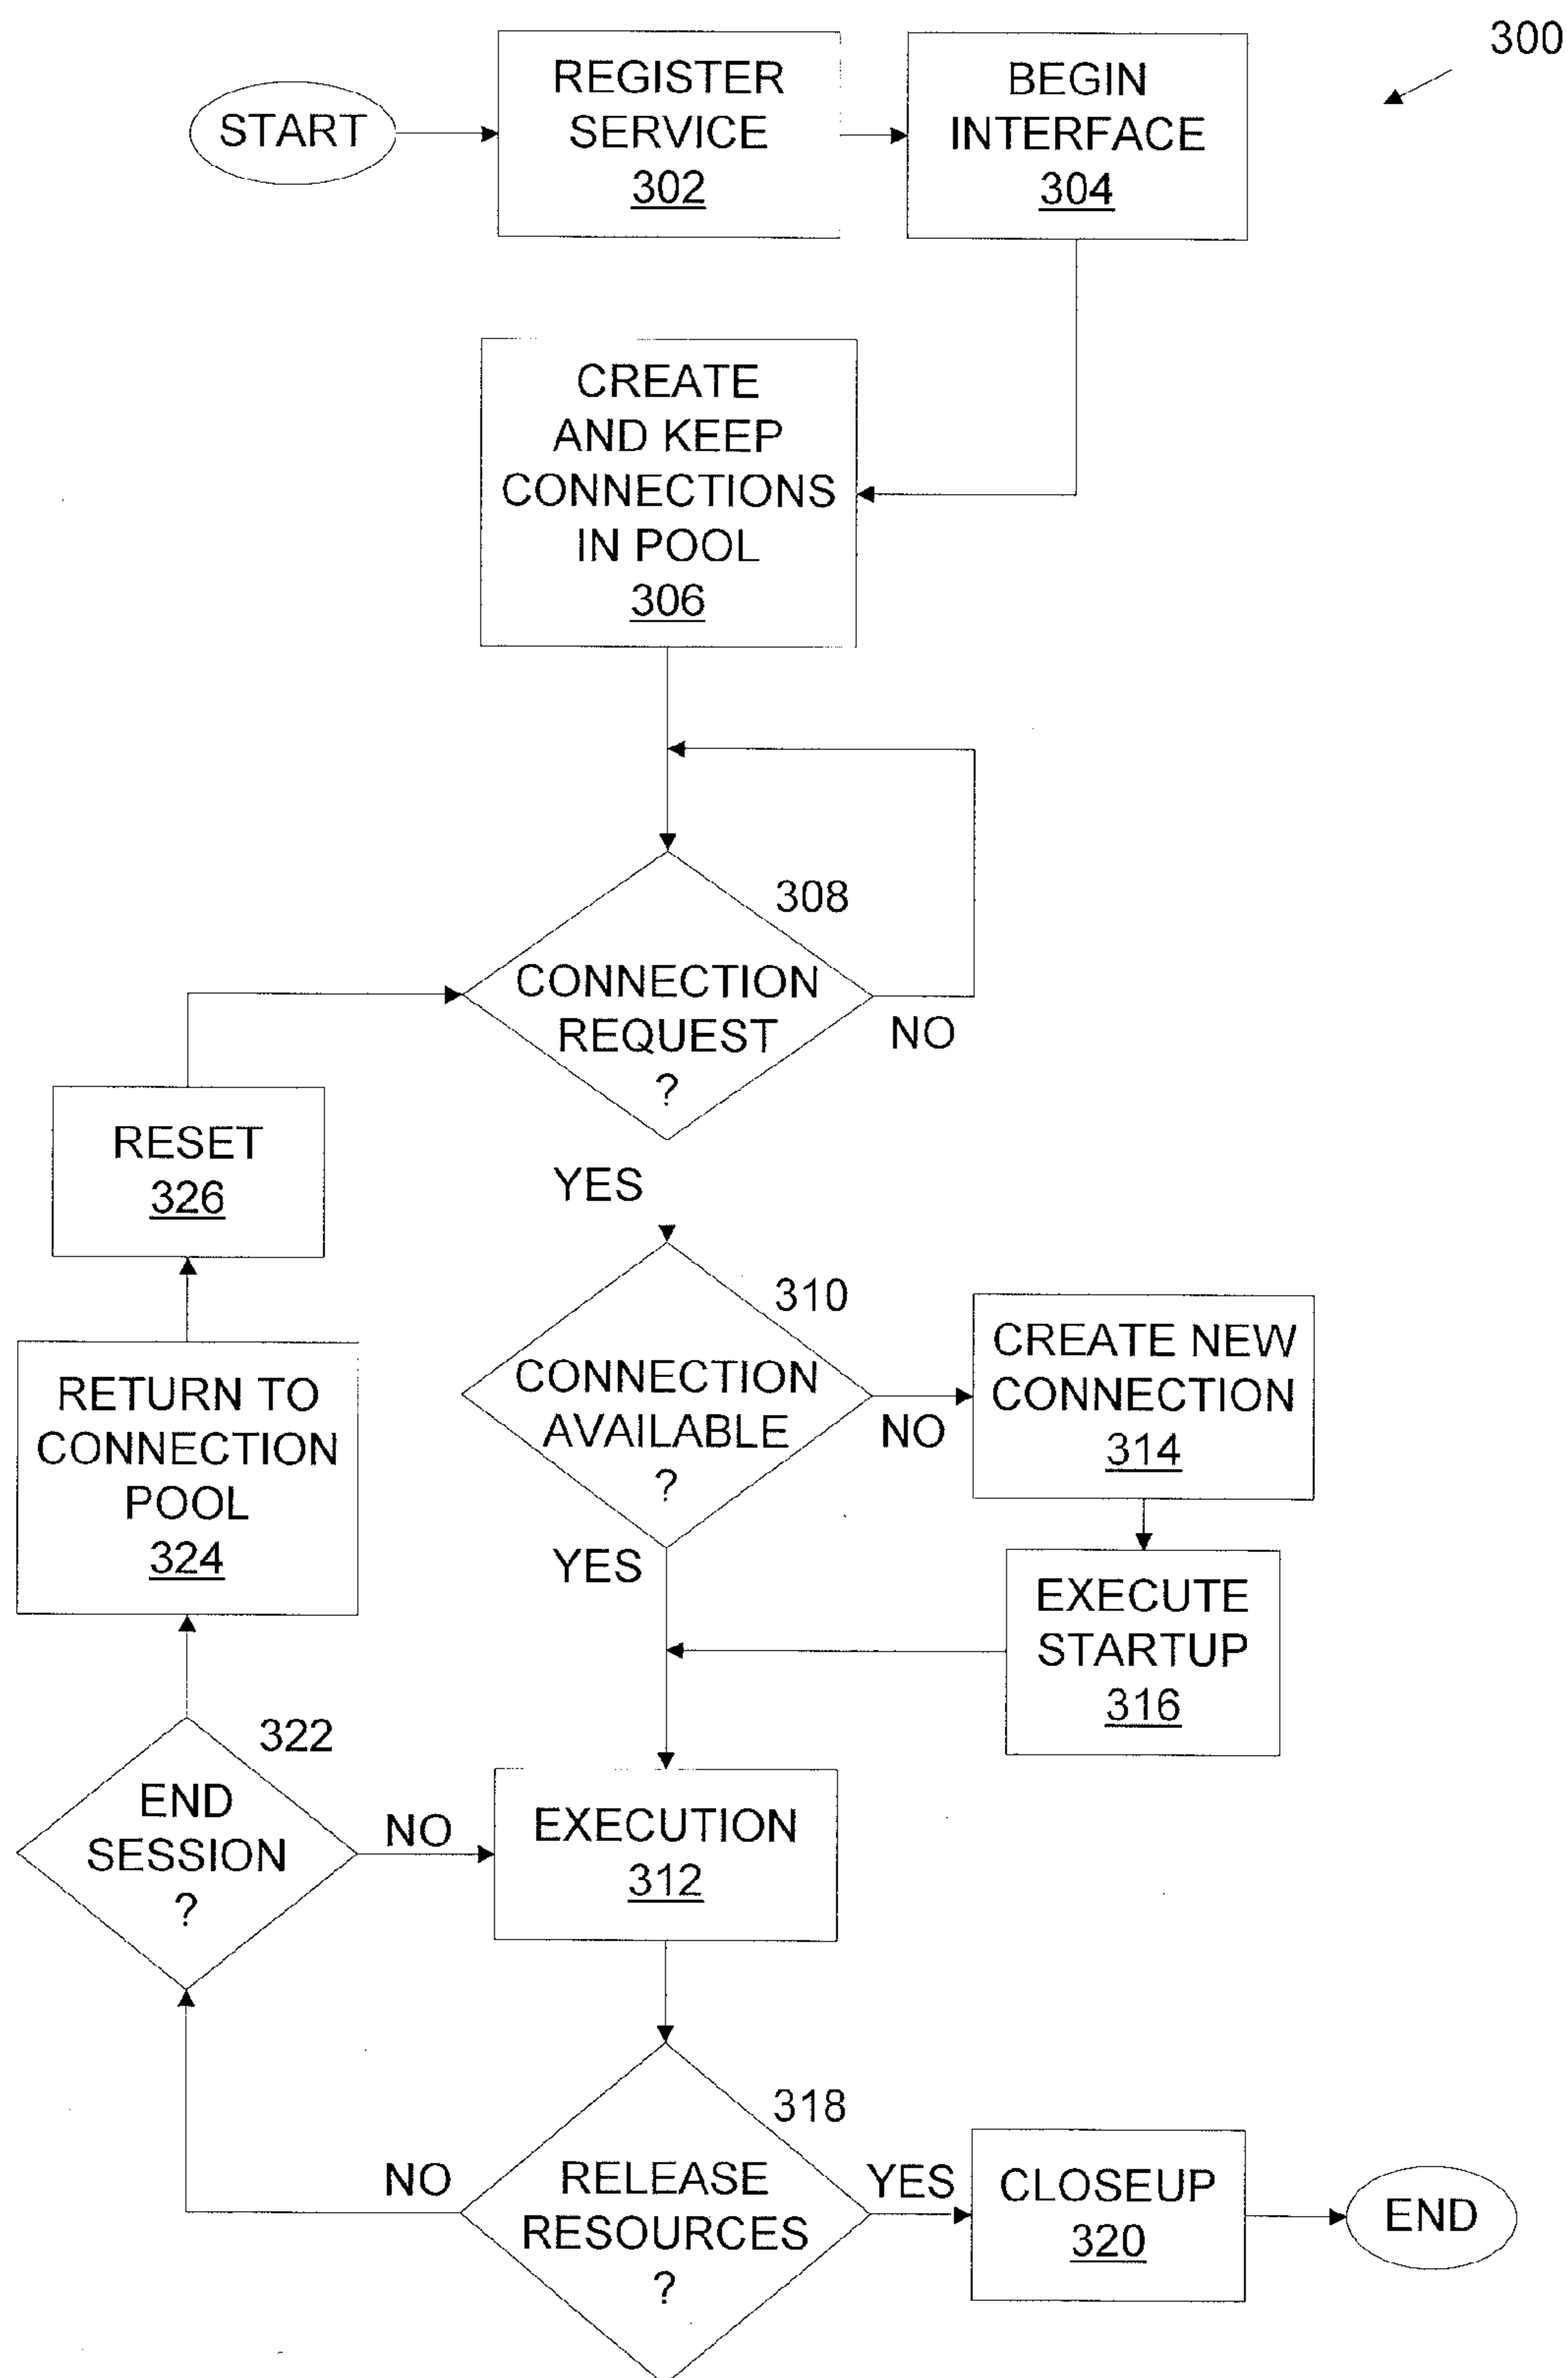 300
START
REGISTER
SERVICE
302
BEGIN
INTERFACE
304
CREATE
AND KEEP
CONNECTIONS
IN POOL
306
308
CONNECTION
REQUEST
?
NO
YES
RESET
326
310
CONNECTION
AVAILABLE
?
NO
YES
CREATE NEW
CONNECTION
314
EXECUTE
STARTUP
316
RETURN TO
CONNECTION
POOL
324
322
END
SESSION
?
NO
EXECUTION
312
318
RELEASE
RESOURCES
?
NO
YES
CLOSEUP
320
END